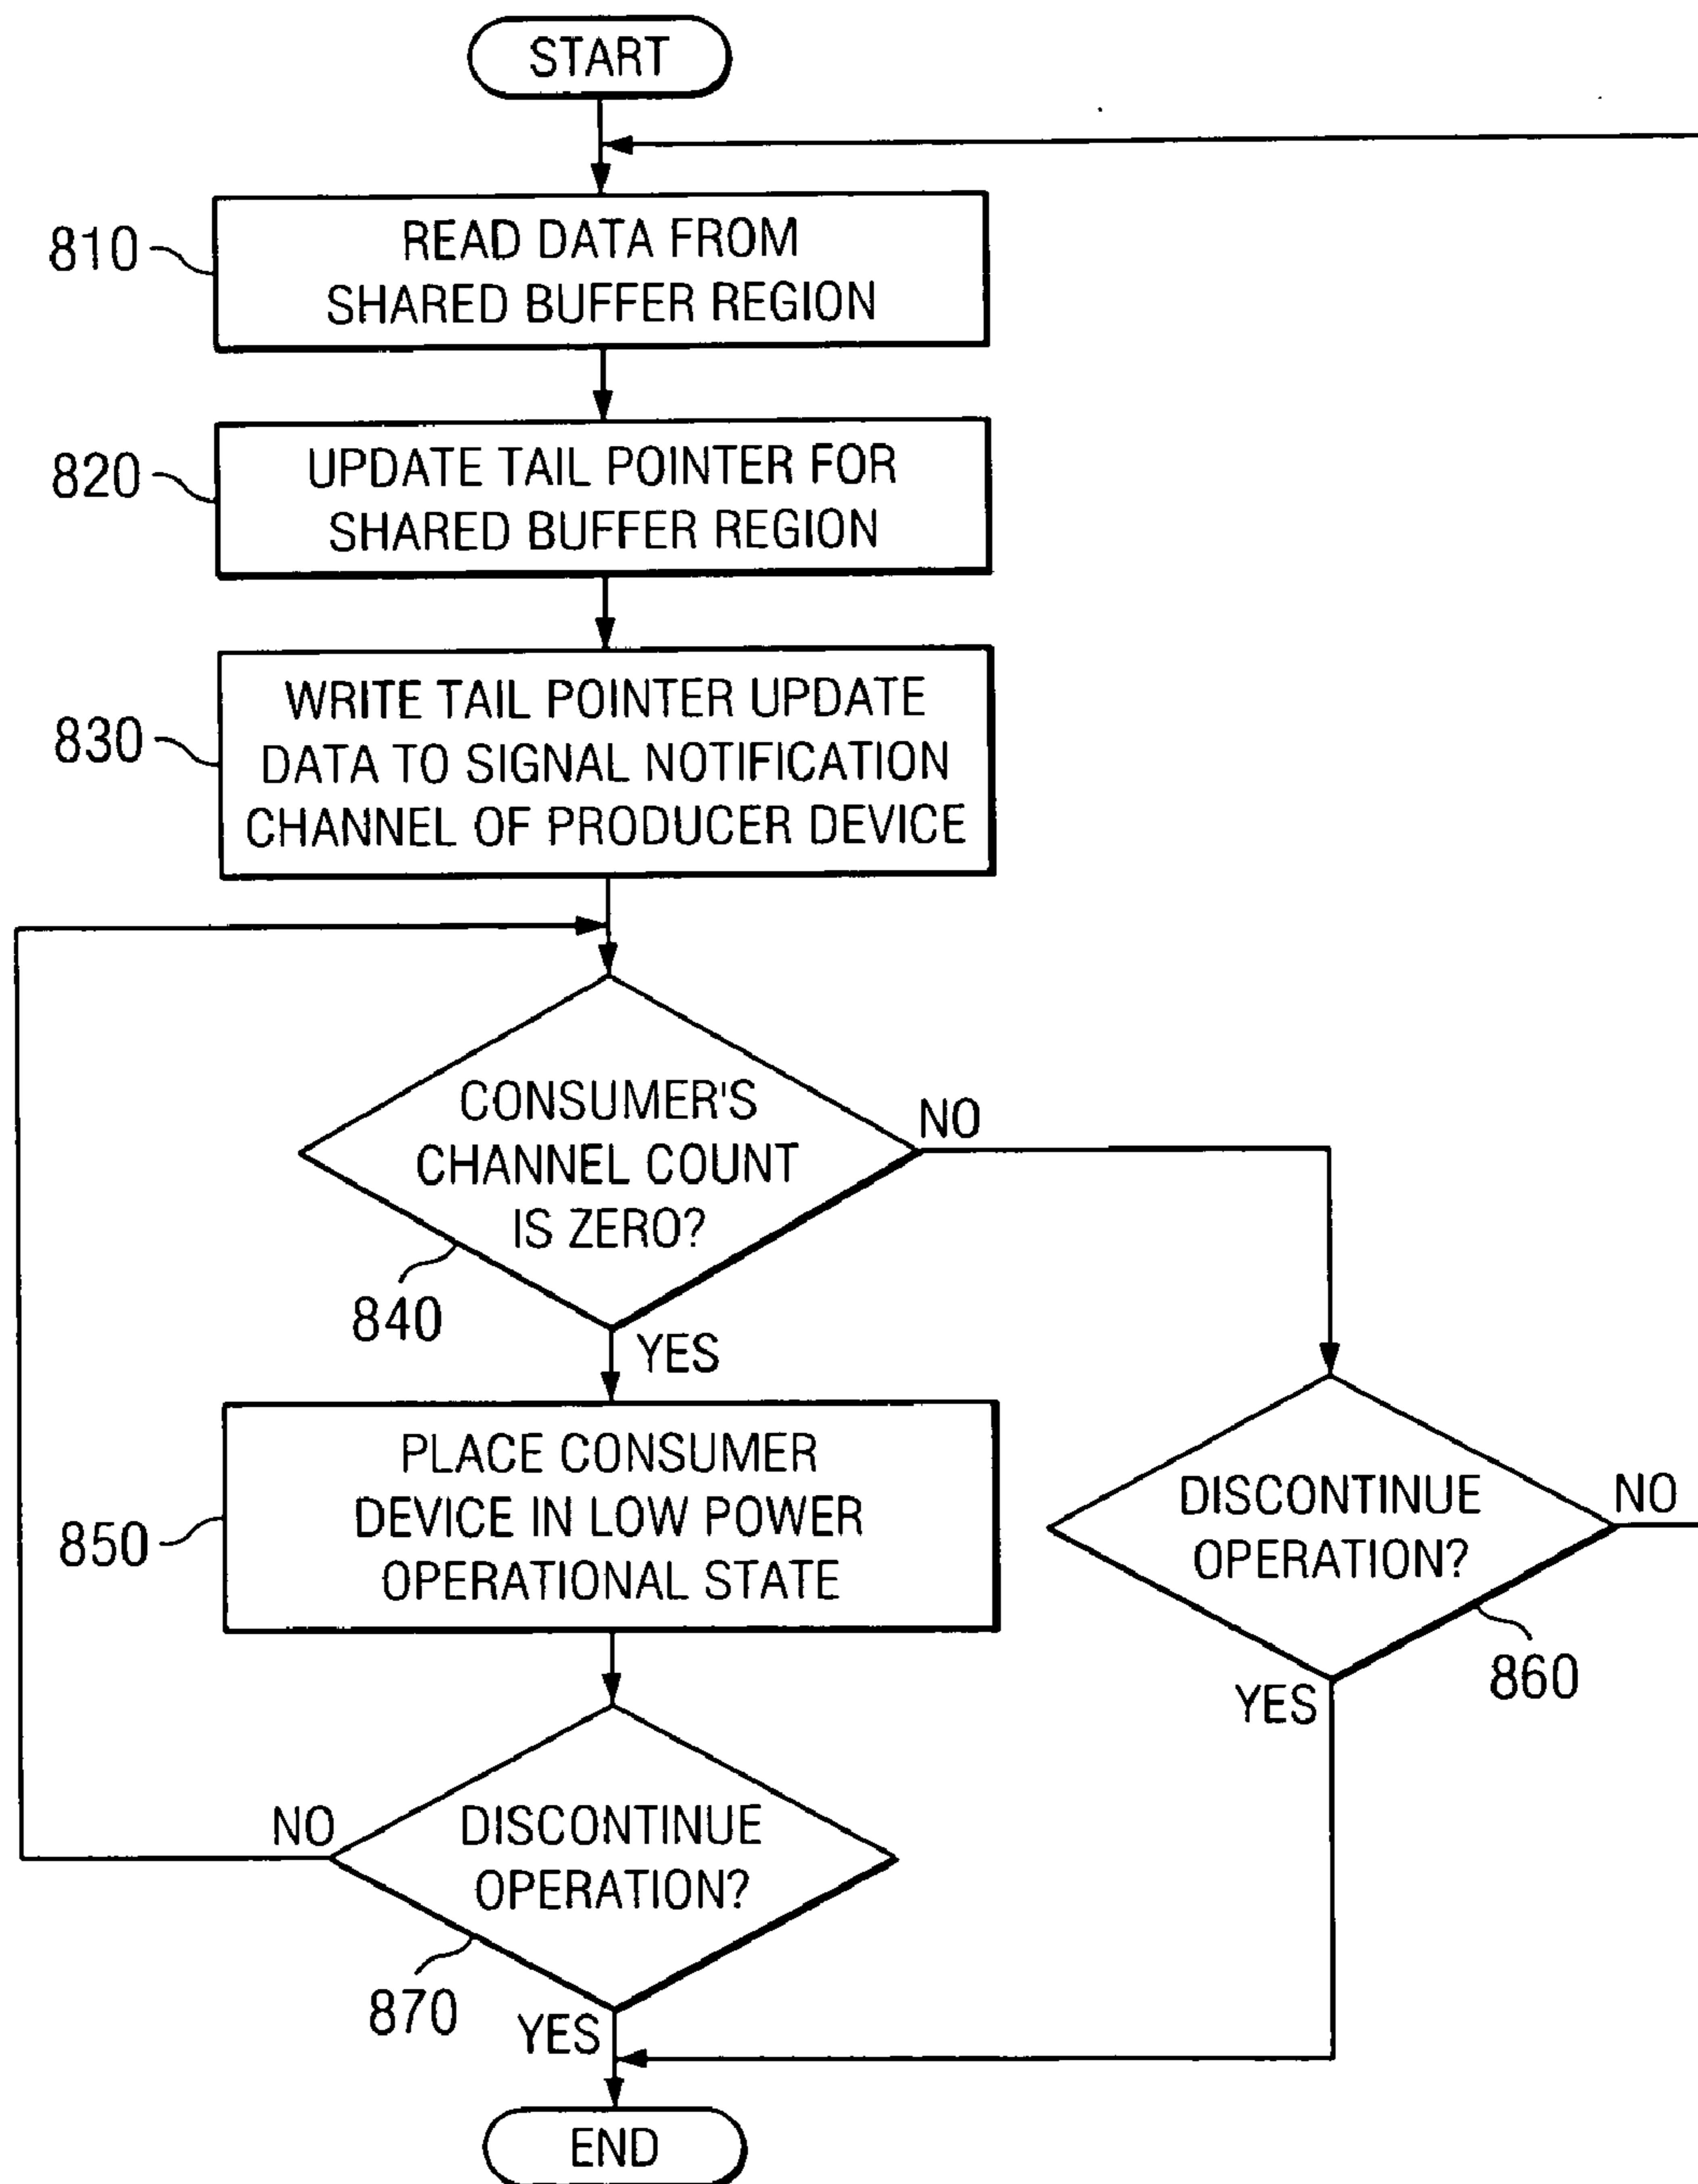 START
810
READ DATA FROM
SHARED BUFFER REGION
820
UPDATE TAIL POINTER FOR
SHARED BUFFER REGION
830
WRITE TAIL POINTER UPDATE
DATA TO SIGNAL NOTIFICATION
CHANNEL OF PRODUCER DEVICE
CONSUMER'S
CHANNEL COUNT
IS ZERO?
NO
840
YES
850
PLACE CONSUMER
DEVICE IN LOW POWER
OPERATIONAL STATE
DISCONTINUE
OPERATION?
NO
860
YES
NO
DISCONTINUE
OPERATION?
870
YES
END